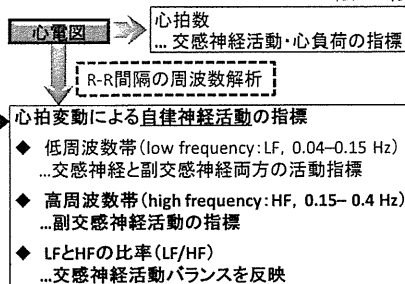 心電図
心拍数
… 交感神経活動・心負荷の指標
R-R間隔の周波数解析
心拍変動による自律神経活動の指標
◆ 低周波数帯(low frequency:LF, 0.04–0.15 Hz)
…交感神経と副交感神経両方の活動指標
◆ 高周波数帯(high frequency:HF, 0.15– 0.4 Hz)
…副交感神経活動の指標
◆ LFとHFの比率(LF/HF)
…交感神経活動バランスを反映